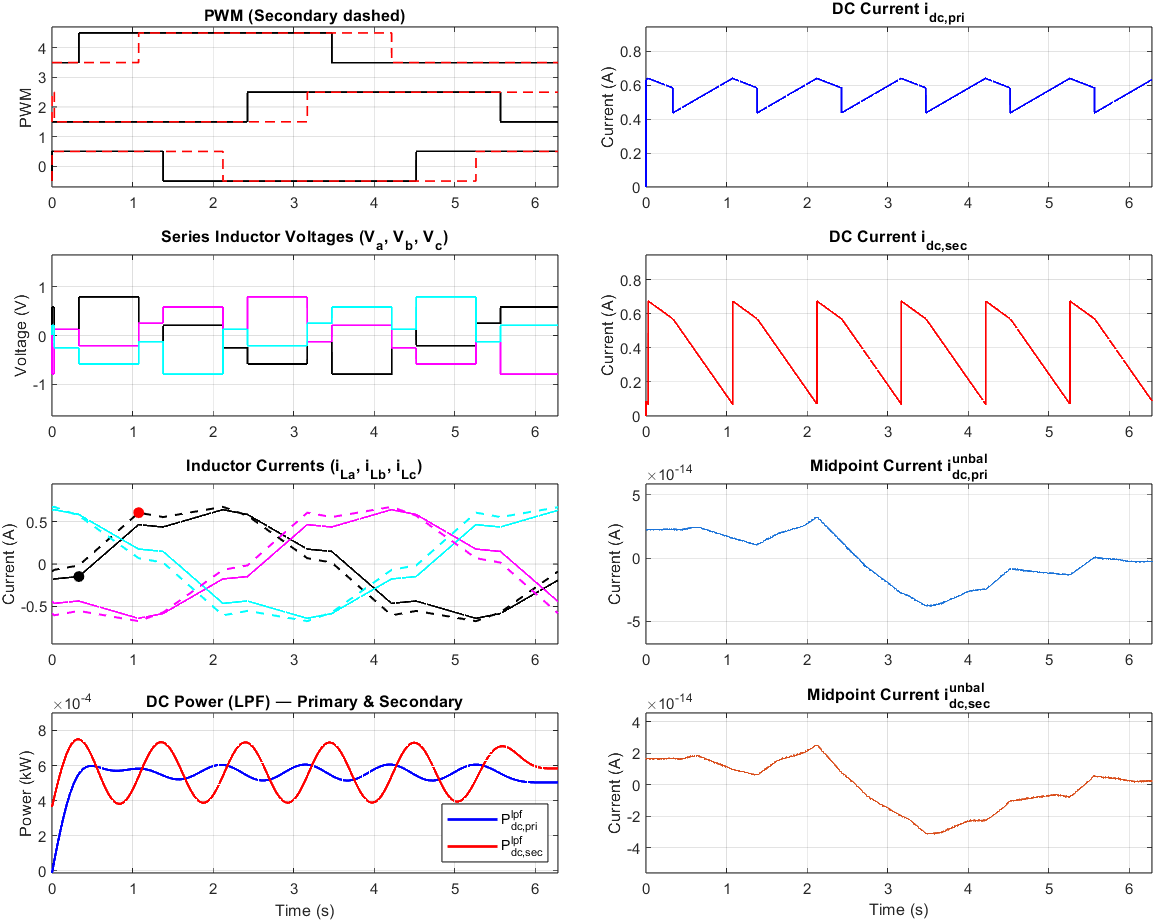 PWM (Secondary dashed)
PWM
4
3
2
1
0
0 1 2 3 4 5 6
DC Current i_dc,pri
Current (A)
0.8
0.6
0.4
0.2
0
0 1 2 3 4 5 6
Series Inductor Voltages (V_a, V_b, V_c)
Voltage (V)
1
0
-1
0 1 2 3 4 5 6
DC Current i_dc,sec
Current (A)
0.8
0.6
0.4
0.2
0
0 1 2 3 4 5 6
Inductor Currents (i_La, i_Lb, i_Lc)
Current (A)
0.5
0
-0.5
0 1 2 3 4 5 6
Midpoint Current i_dc,pri^unbal
×10^-14
Current (A)
5
0
-5
0 1 2 3 4 5 6
DC Power (LPF) — Primary & Secondary
×10^-4
Power (kW)
8
6
4
2
0
P_dc,pri^lpf
P_dc,sec^lpf
0 1 2 3 4 5 6
Time (s)
Midpoint Current i_dc,sec^unbal
×10^-14
Current (A)
4
2
0
-2
-4
0 1 2 3 4 5 6
Time (s)